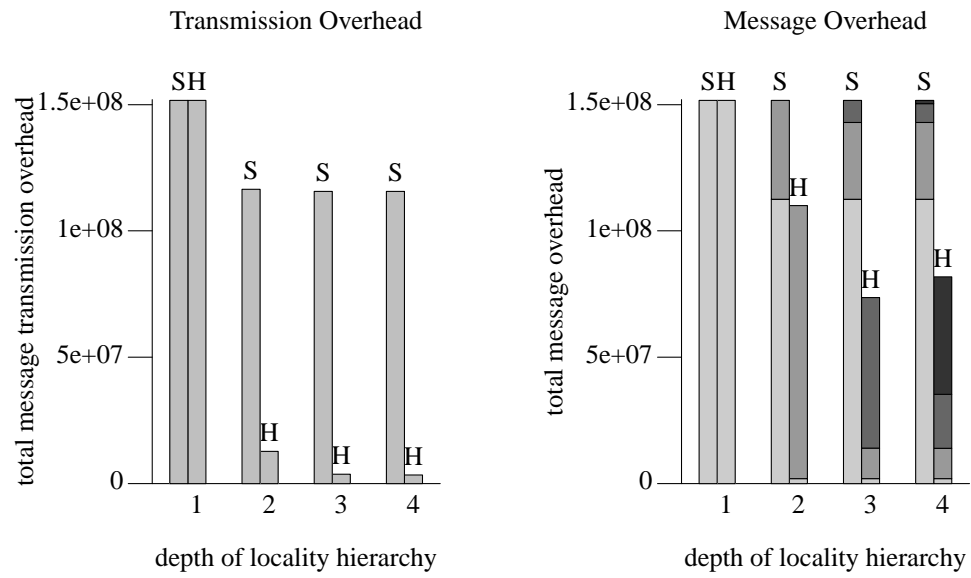 Transmission Overhead
total message transmission overhead
1.5e+08
1e+08
5e+07
0
SH
S
H
S
H
S
H
1
2
3
4
depth of locality hierarchy
Message Overhead
total message overhead
1.5e+08
1e+08
5e+07
0
SH
S
H
S
H
S
H
1
2
3
4
depth of locality hierarchy